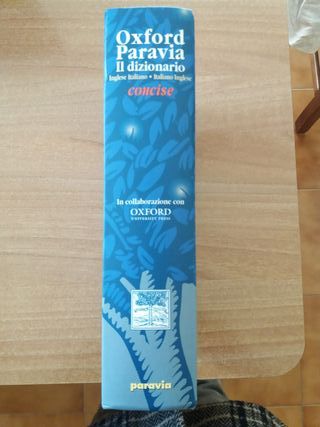 Oxford
Paravia
Il dizionario
Inglese Italiano • Italiano Inglese
concise
In collaborazione con
OXFORD
UNIVERSITY PRESS
paravia